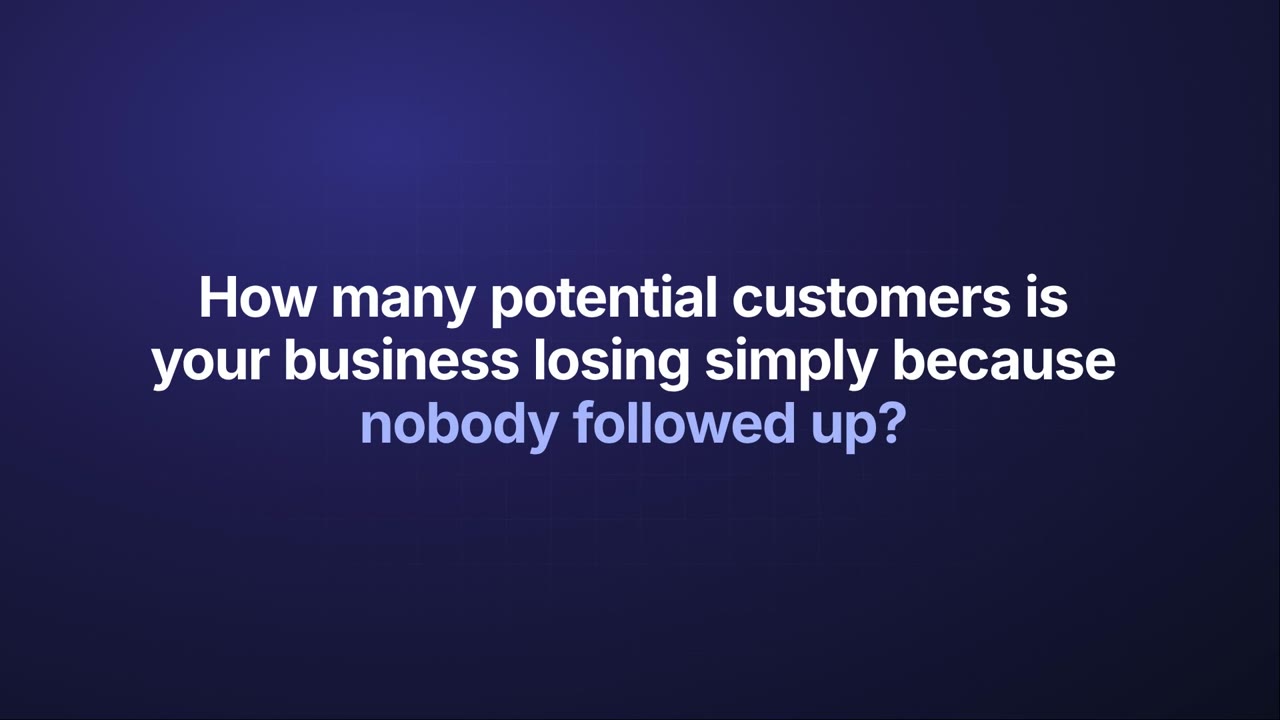 How many potential customers is
your business losing simply because
nobody followed up?